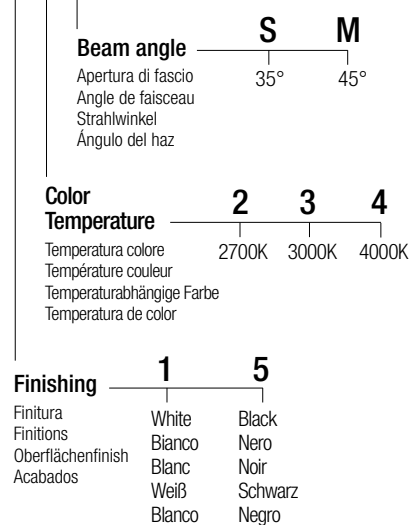 S M
Beam angle
Apertura di fascio 35° 45°
Angle de faisceau
Strahlwinkel
Ángulo del haz
Color
Temperature 2 3 4
Temperatura colore 2700K 3000K 4000K
Température couleur
Temperaturabhängige Farbe
Temperatura de color
1 5
Finishing
Finitura White Black
Finitions Bianco Nero
Oberflächenfinish Blanc Noir
Acabados Weiß Schwarz
Blanco Negro